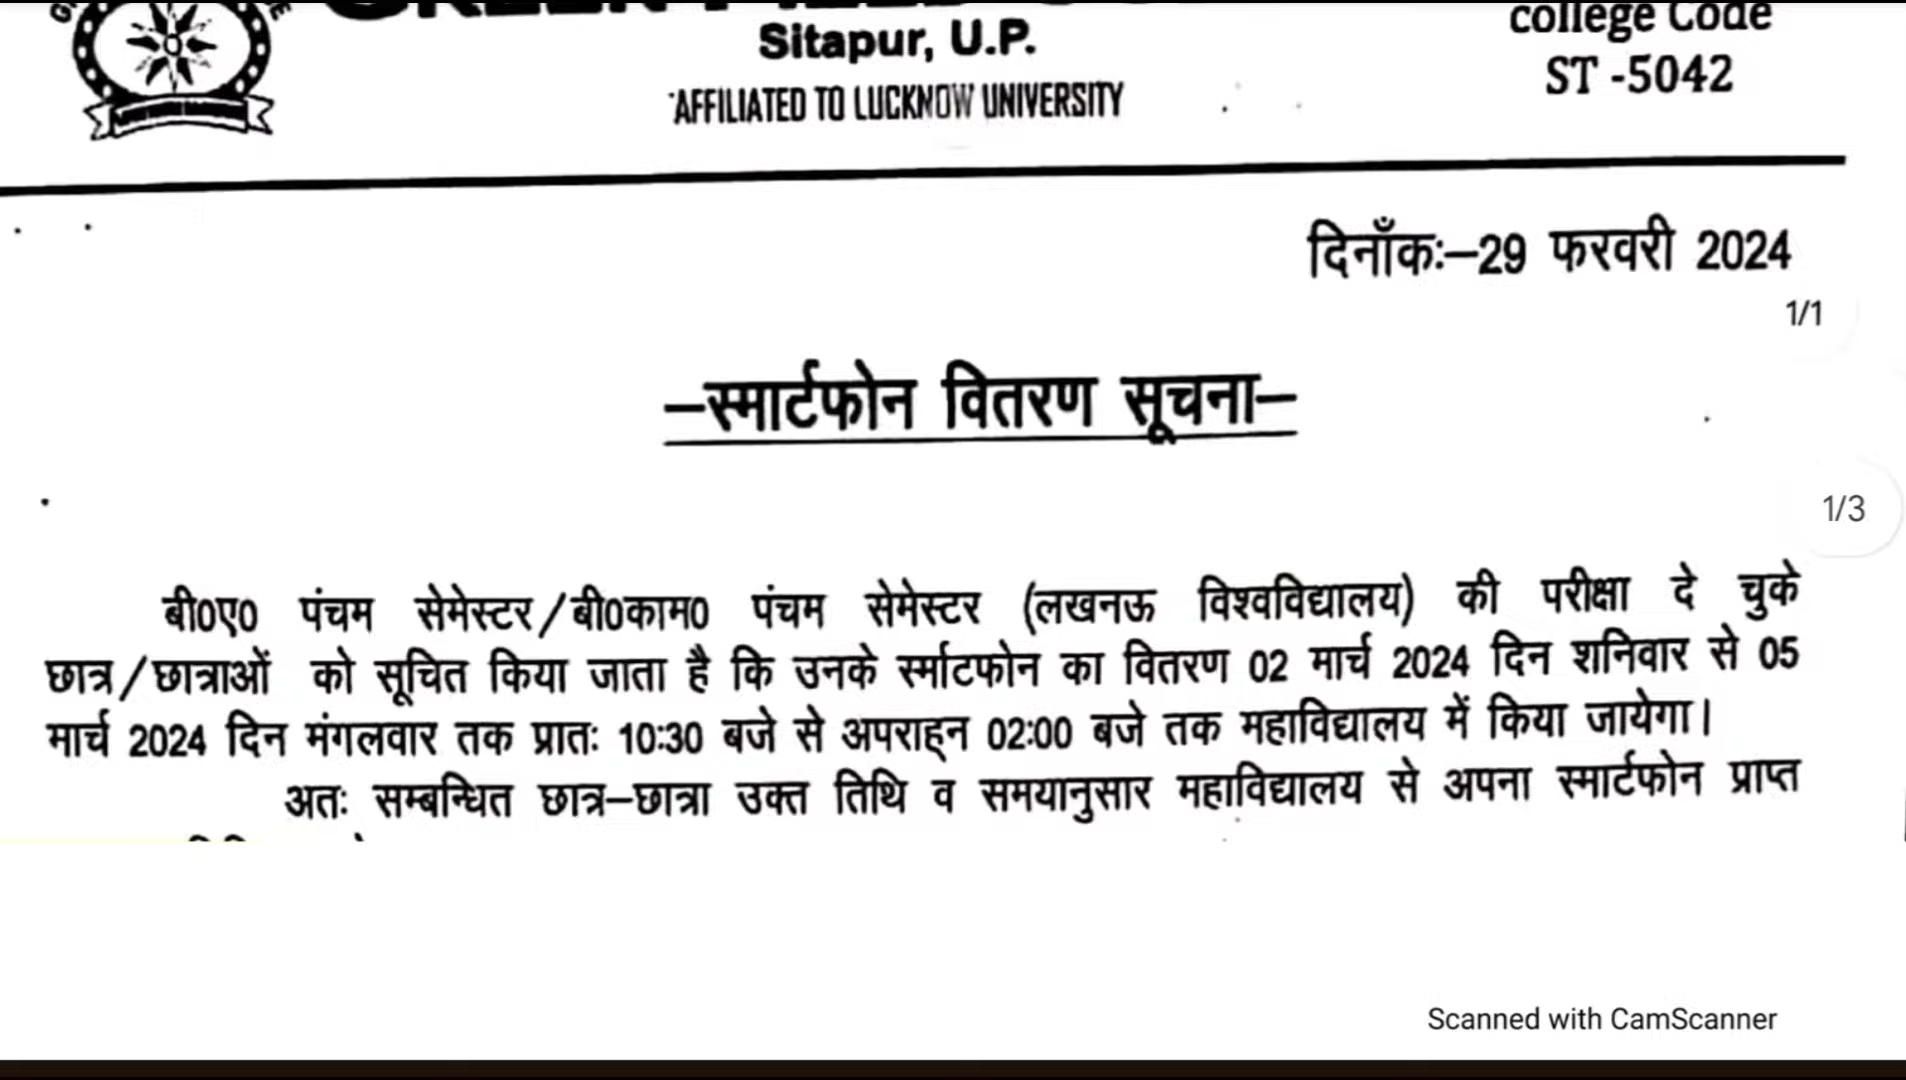 Sitapur, U.P.
college Code
ST -5042
AFFILIATED TO LUCKNOW UNIVERSITY
दिनाँकः–29 फरवरी 2024
1/1
–स्मार्टफोन वितरण सूचना–
1/3
बी0ए0 पंचम सेमेस्टर/बी0काम0 पंचम सेमेस्टर (लखनऊ विश्वविद्यालय) की परीक्षा दे चुके
छात्र/छात्राओं को सूचित किया जाता है कि उनके र्स्माटफोन का वितरण 02 मार्च 2024 दिन शनिवार से 05
मार्च 2024 दिन मंगलवार तक प्रातः 10:30 बजे से अपराह्न 02:00 बजे तक महाविद्यालय में किया जायेगा।
अतः सम्बन्धित छात्र–छात्रा उक्त तिथि व समयानुसार महाविद्यालय से अपना स्मार्टफोन प्राप्त
Scanned with CamScanner